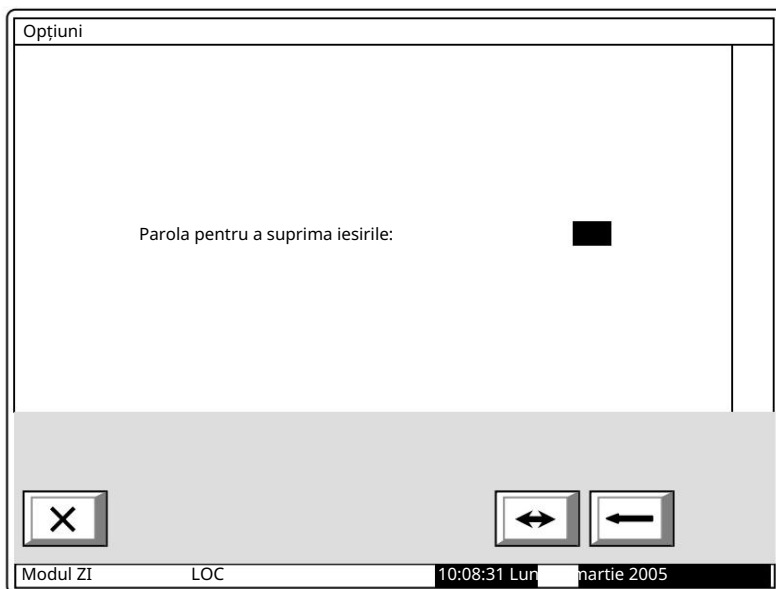 Opțiuni
Parola pentru a suprima iesirile:
Modul ZI LOC 10:08:31 Lun martie 2005